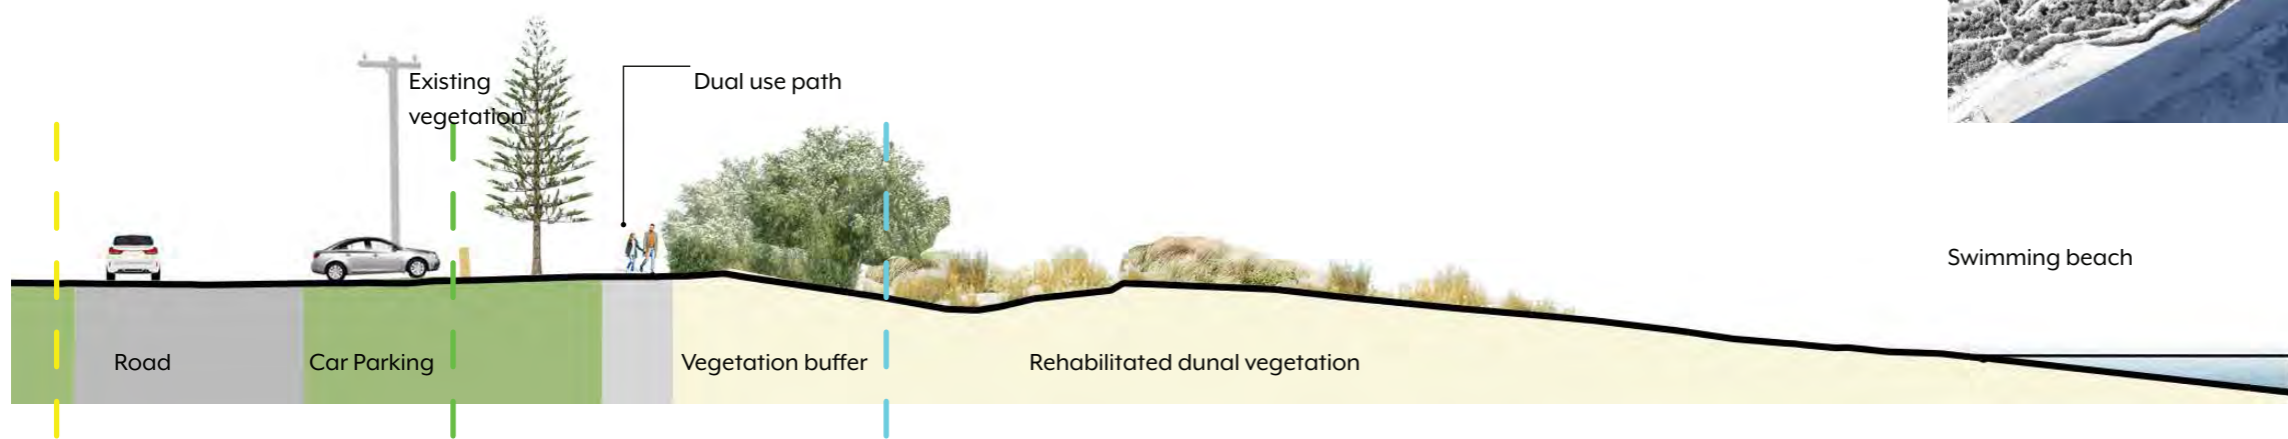 Existing
vegetation
Dual use path
Swimming beach
Road
Car Parking
Vegetation buffer
Rehabilitated dunal vegetation